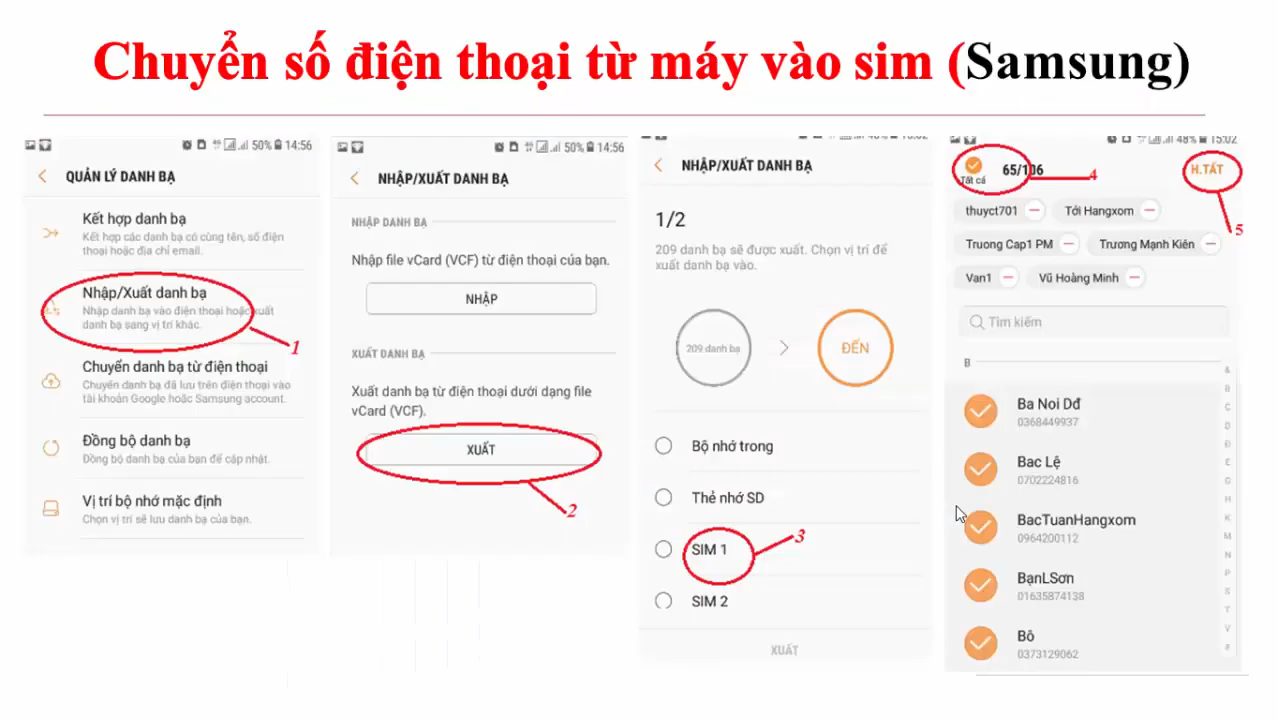 Chuyển số điện thoại từ máy vào sim (Samsung)
50% 14:56
QUẢN LÝ DANH BẠ
Kết hợp danh bạ
Kết hợp các danh bạ có cùng tên, số điện
thoại hoặc địa chỉ email.
Nhập/Xuất danh bạ
Nhập danh bạ vào điện thoại hoặc xuất
danh bạ sang vị trí khác.
1
Chuyển danh bạ từ điện thoại
Chuyển danh bạ đã lưu trên điện thoại vào
tài khoản Google hoặc Samsung account.
Đồng bộ danh bạ
Đồng bộ danh bạ của bạn để cập nhật.
Vị trí bộ nhớ mặc định
Chọn vị trí sẽ lưu danh bạ của bạn.
50% 14:56
NHẬP/XUẤT DANH BẠ
NHẬP DANH BẠ
Nhập file vCard (VCF) từ điện thoại của bạn.
NHẬP
XUẤT DANH BẠ
Xuất danh bạ từ điện thoại dưới dạng file
vCard (VCF).
XUẤT
2
NHẬP/XUẤT DANH BẠ
1/2
209 danh bạ sẽ được xuất. Chọn vị trí để
xuất danh bạ vào.
209 danh bạ
ĐẾN
Bộ nhớ trong
Thẻ nhớ SD
SIM 1
3
SIM 2
XUẤT
48% 15:02
Tất cả
65/106
4
H.TẤT
5
thuyct701
Tới Hangxom
Truong Cap1 PM
Trương Mạnh Kiên
Van1
Vũ Hoàng Minh
Tìm kiếm
B
Ba Noi Dđ
0368449937
Bac Lệ
0702224816
BacTuanHangxom
0964200112
BạnLSơn
01635874138
Bố
0373129062
&
B
C
D
Đ
E
G
H
K
M
N
P
S
T
V
#